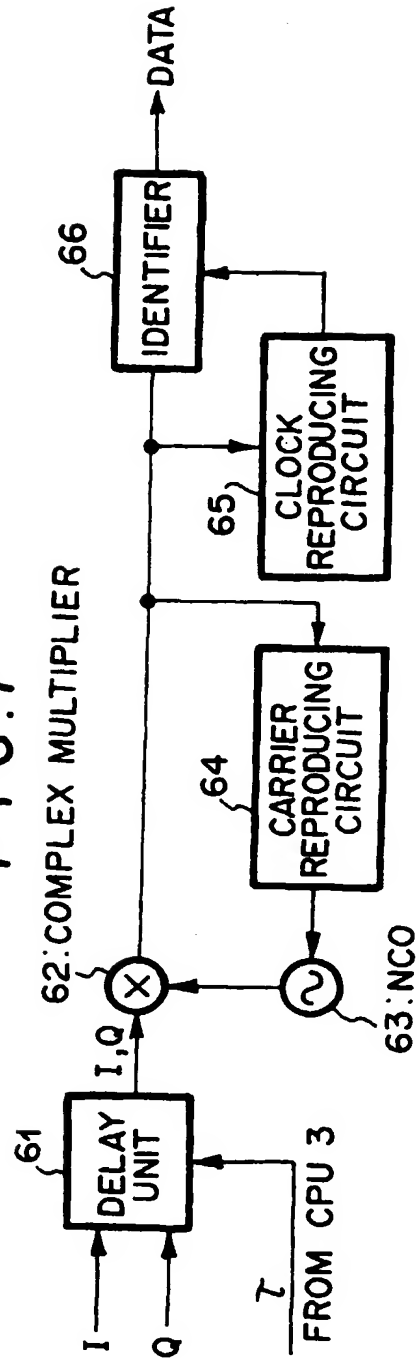 FIG. 7
I
Q
61
DELAY
UNIT
τ
FROM CPU 3
I,Q
62:COMPLEX MULTIPLIER
63:NCO
64
CARRIER
REPRODUCING
CIRCUIT
65
CLOCK
REPRODUCING
CIRCUIT
66
IDENTIFIER
DATA